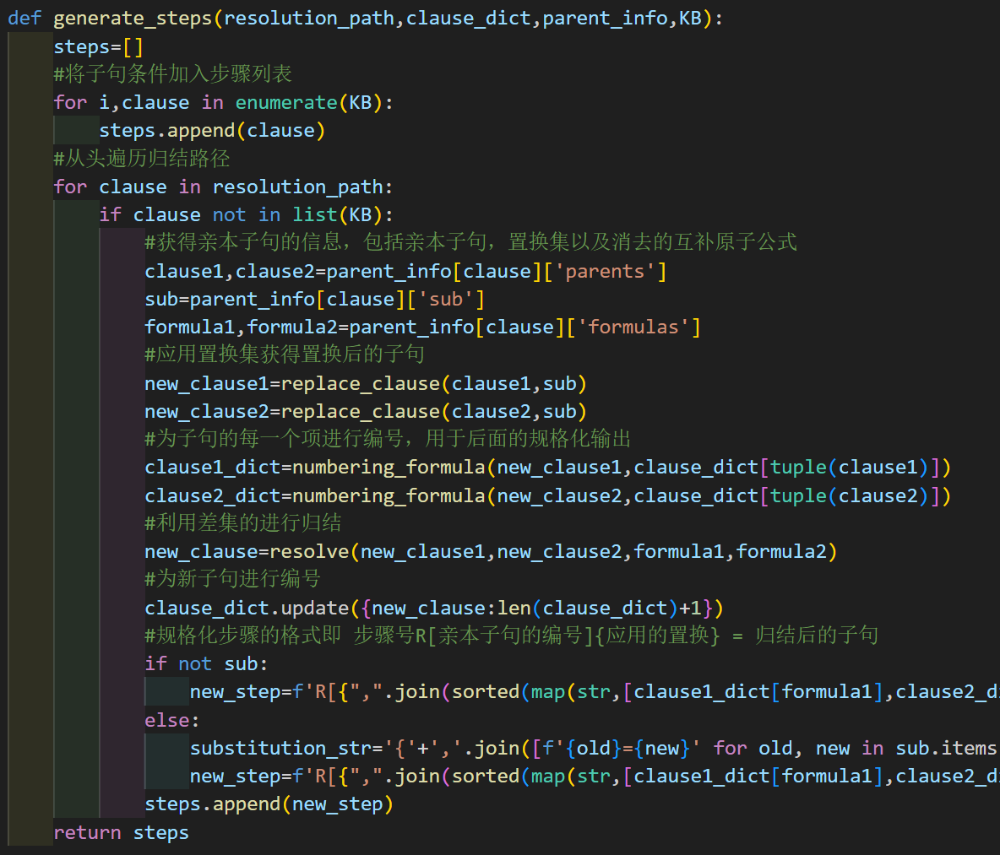 def generate_steps(resolution_path,clause_dict,parent_info,KB):
    steps=[]
    #将子句条件加入步骤列表
    for i,clause in enumerate(KB):
        steps.append(clause)
    #从头遍历归结路径
    for clause in resolution_path:
        if clause not in list(KB):
            #获得亲本子句的信息，包括亲本子句，置换集以及消去的互补原子公式
            clause1,clause2=parent_info[clause]['parents']
            sub=parent_info[clause]['sub']
            formula1,formula2=parent_info[clause]['formulas']
            #应用置换集获得置换后的子句
            new_clause1=replace_clause(clause1,sub)
            new_clause2=replace_clause(clause2,sub)
            #为子句的每一个项进行编号，用于后面的规格化输出
            clause1_dict=numbering_formula(new_clause1,clause_dict[tuple(clause1)])
            clause2_dict=numbering_formula(new_clause2,clause_dict[tuple(clause2)])
            #利用差集的进行归结
            new_clause=resolve(new_clause1,new_clause2,formula1,formula2)
            #为新子句进行编号
            clause_dict.update({new_clause:len(clause_dict)+1})
            #规格化步骤的格式即 步骤号R[亲本子句的编号]{应用的置换} = 归结后的子句
            if not sub:
                new_step=f'R[{",".join(sorted(map(str,[clause1_dict[formula1],clause2_d
            else:
                substitution_str='{'+','.join([f'{old}={new}' for old, new in sub.items
                new_step=f'R[{",".join(sorted(map(str,[clause1_dict[formula1],clause2_d
            steps.append(new_step)
    return steps